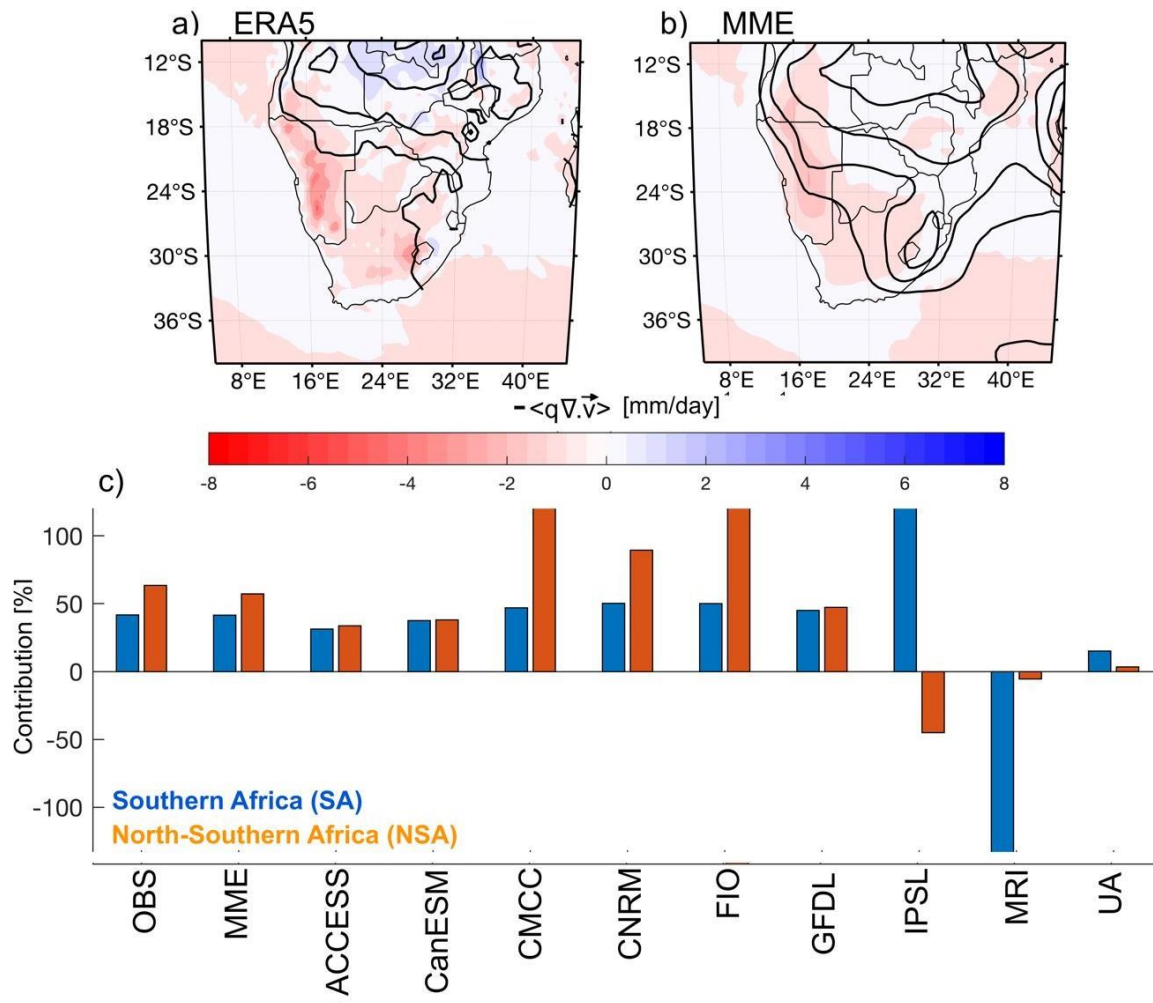 a) ERA5
b) MME
12°S
18°S
24°S
30°S
36°S
12°S
18°S
24°S
30°S
36°S
8°E 16°E 24°E 32°E 40°E
8°E 16°E 24°E 32°E 40°E
-<q∇.v⃗> [mm/day]
-8 -6 -4 -2 0 2 4 6 8
c)
Contribution [%]
100
50
0
-50
-100
Southern Africa (SA)
North-Southern Africa (NSA)
OBS
MME
ACCESS
CanESM
CMCC
CNRM
FIO
GFDL
IPSL
MRI
UA